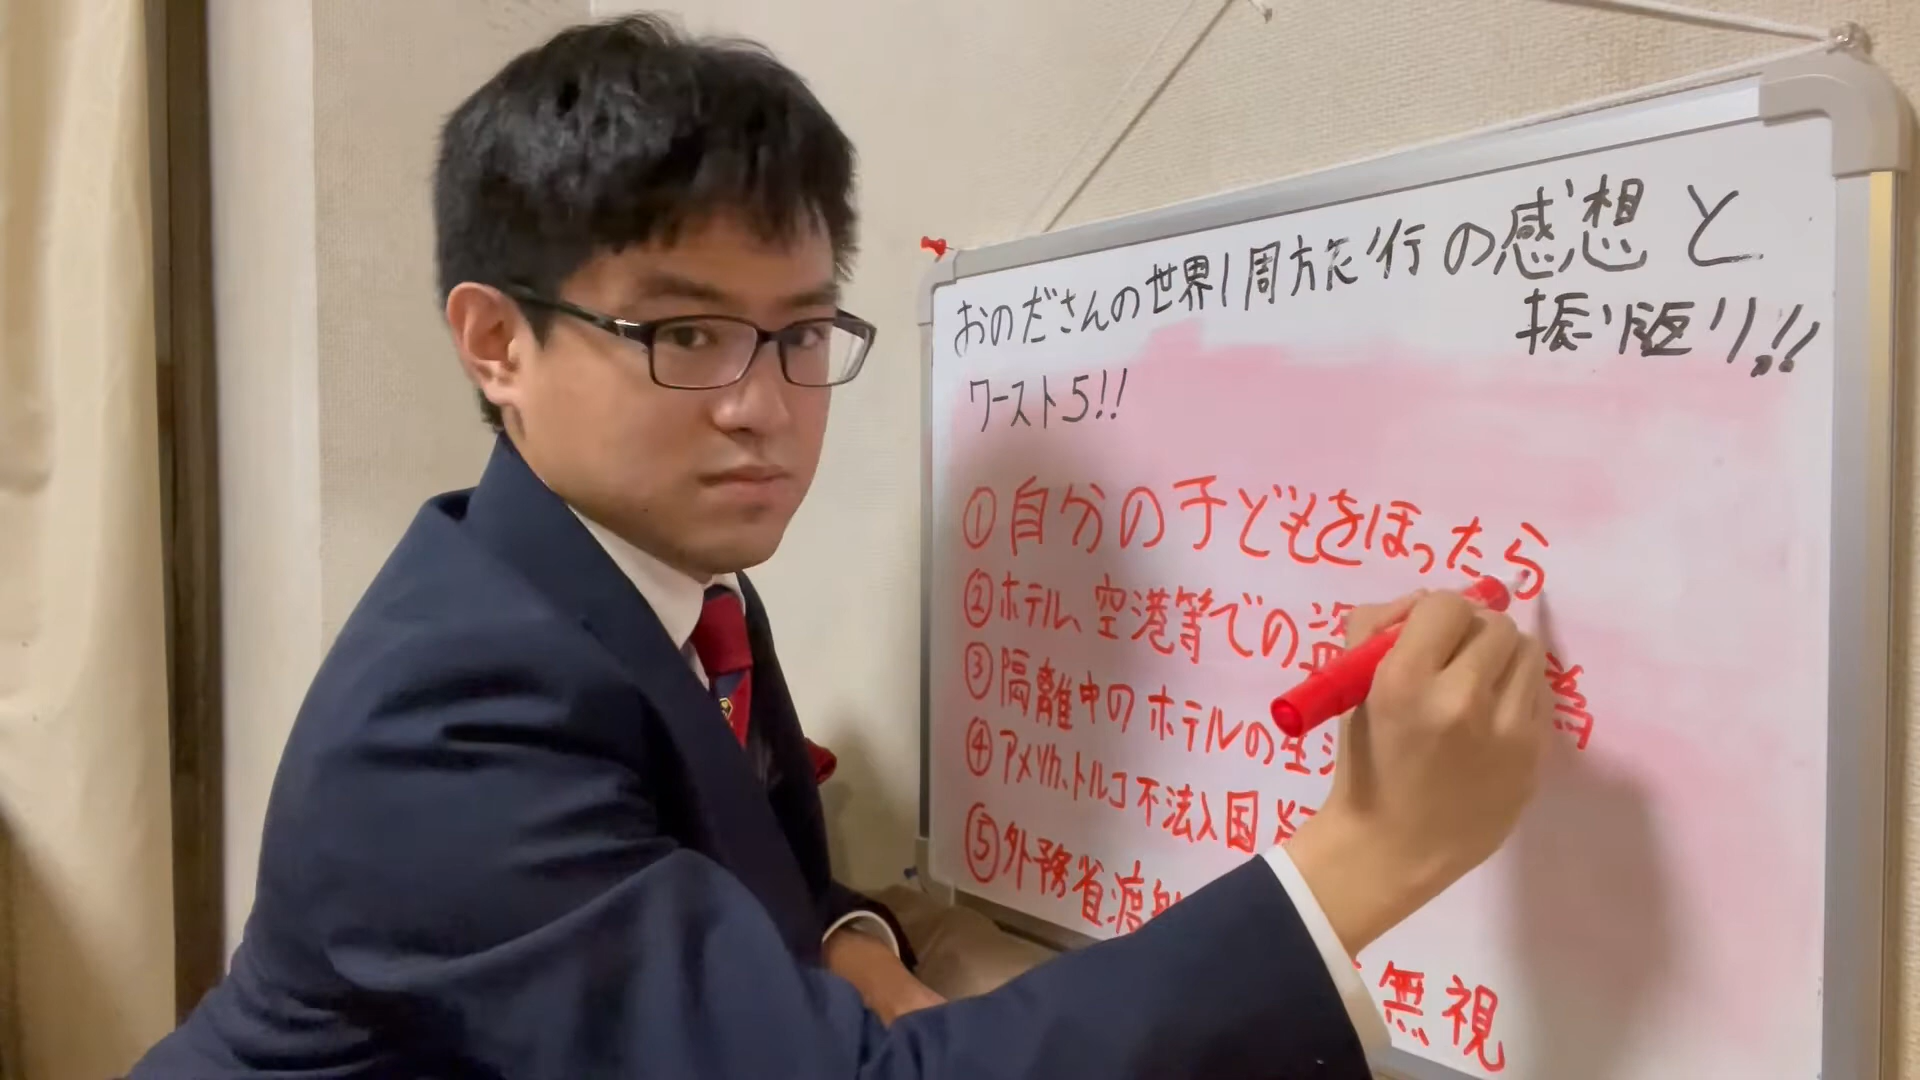 おのださんの世界1周旅行の感想と
振り返り!!
ワースト5!!
①自分の子どもをほったら
②ホテル、空港等での盗
③隔離中のホテルの
④アメリカ、トルコ不法入国
⑤外務省渡
無視